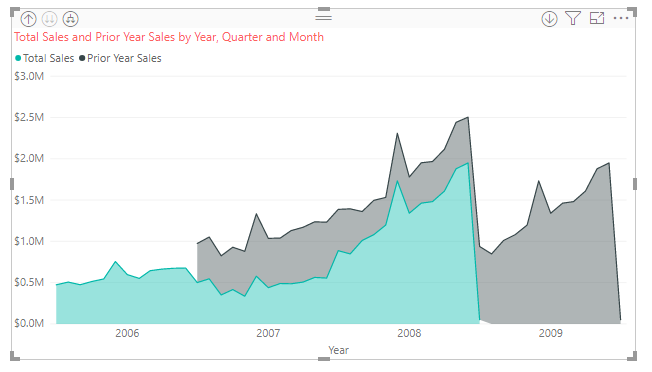 Total Sales and Prior Year Sales by Year, Quarter and Month
Total Sales Prior Year Sales
$3.0M
$2.5M
$2.0M
$1.5M
$1.0M
$0.5M
$0.0M
2006 2007 2008 2009
Year